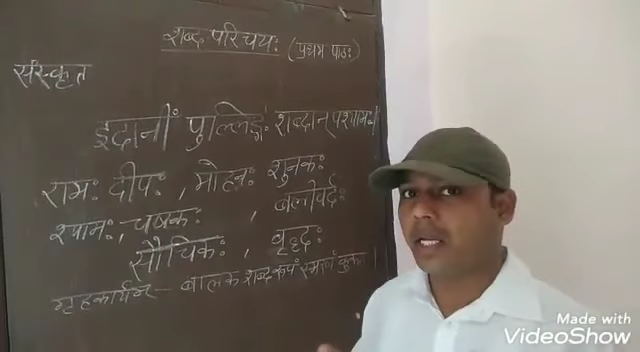 शब्द परिचयः (प्रथम पाठः)
संस्कृत
इदानीं पुल्लिङ्गं शब्दान् पश्यामः।
रामः दीपः, मोहनः शुनकः
श्यामः, चषकः, बलीवर्दः
सौचिकः, वृद्धः
गृहकार्यम् - बालक शब्द रूपं स्मरणं
Made with
VideoShow